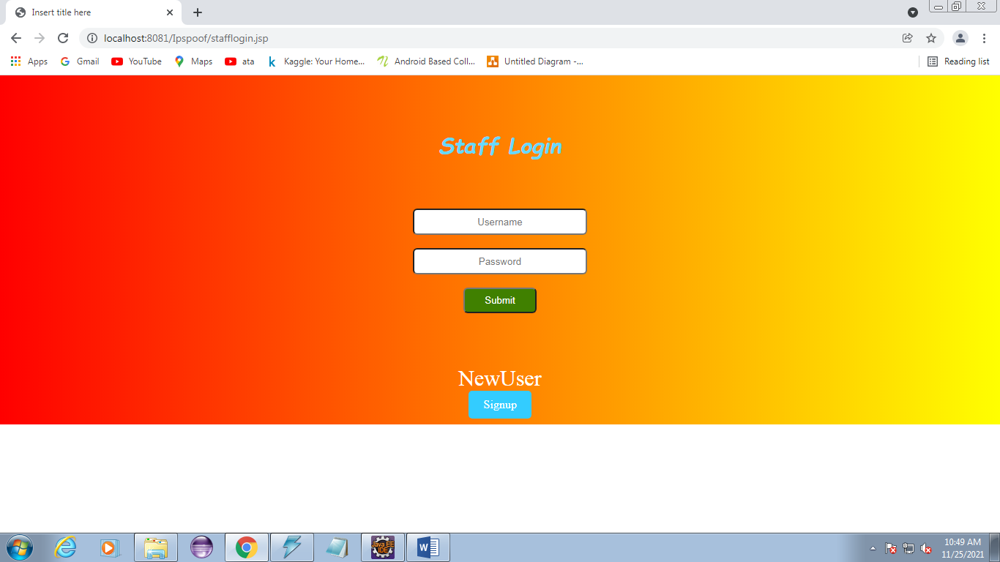 Insert title here
localhost:8081/Ipspoof/stafflogin.jsp
Apps Gmail YouTube Maps ata Kaggle: Your Home... Android Based Coll... Untitled Diagram -... Reading list
Staff Login
Username
Password
Submit
NewUser
Signup
Java EE
IDE
10:49 AM
11/25/2021